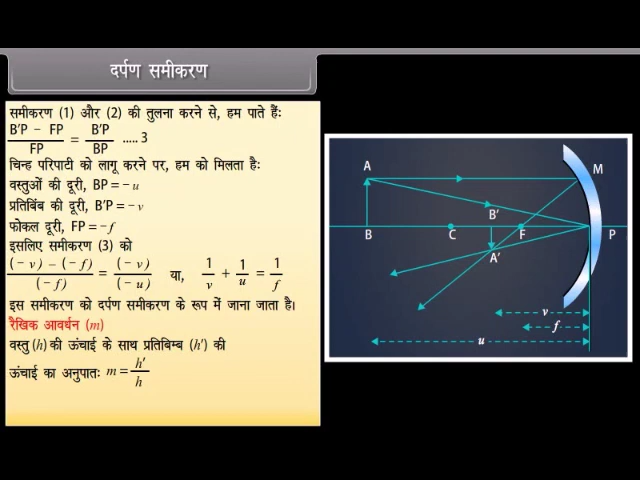 दर्पण समीकरण
समीकरण (1) और (2) की तुलना करने से, हम पाते हैंः
B′P − FP / FP = B′P / BP ..... 3
चिन्ह परिपाटी को लागू करने पर, हम को मिलता हैः
वस्तुओं की दूरी, BP = − u
प्रतिबिंब की दूरी, B′P = − v
फोकल दूरी, FP = − f
इसलिए समीकरण (3) को
(− v) − (− f) / (− f) = (− v) / (− u) या, 1/v + 1/u = 1/f
इस समीकरण को दर्पण समीकरण के रूप में जाना जाता है।
रैखिक आवर्धन (m)
वस्तु (h) की ऊंचाई के साथ प्रतिबिम्ब (h′) की
ऊंचाई का अनुपातः m = h′/h
A
M
B′
B
C
F
P
A′
v
f
u